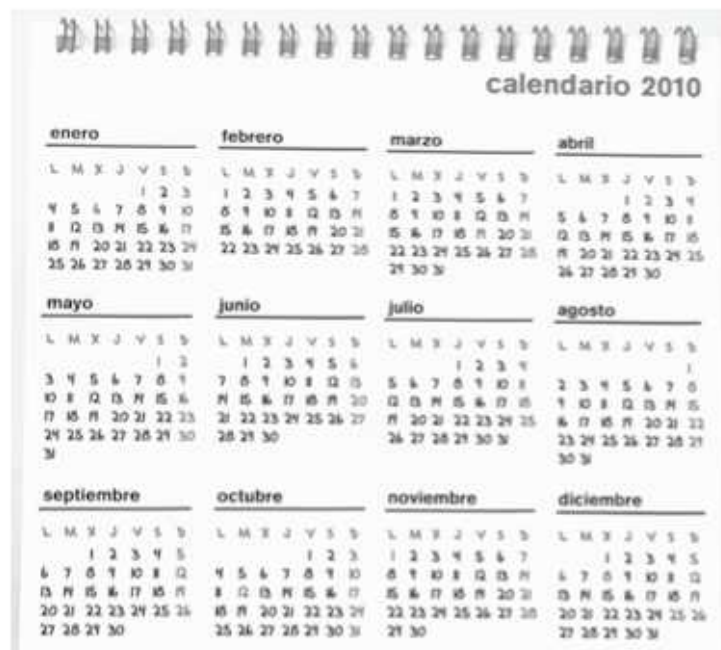 calendario 2010
enero
L M X J V S D
1 2 3
4 5 6 7 8 9 10
11 12 13 14 15 16 17
18 19 20 21 22 23 24
25 26 27 28 29 30 31
febrero
L M X J V S D
1 2 3 4 5 6 7
8 9 10 11 12 13 14
15 16 17 18 19 20 21
22 23 24 25 26 27 28
marzo
L M X J V S D
1 2 3 4 5 6 7
8 9 10 11 12 13 14
15 16 17 18 19 20 21
22 23 24 25 26 27 28
29 30 31
abril
L M X J V S D
1 2 3 4
5 6 7 8 9 10 11
12 13 14 15 16 17 18
19 20 21 22 23 24 25
26 27 28 29 30
mayo
L M X J V S D
1 2
3 4 5 6 7 8 9
10 11 12 13 14 15 16
17 18 19 20 21 22 23
24 25 26 27 28 29 30
31
junio
L M X J V S D
1 2 3 4 5 6
7 8 9 10 11 12 13
14 15 16 17 18 19 20
21 22 23 24 25 26 27
28 29 30
julio
L M X J V S D
1 2 3 4
5 6 7 8 9 10 11
12 13 14 15 16 17 18
19 20 21 22 23 24 25
26 27 28 29 30 31
agosto
L M X J V S D
1
2 3 4 5 6 7 8
9 10 11 12 13 14 15
16 17 18 19 20 21 22
23 24 25 26 27 28 29
30 31
septiembre
L M X J V S D
1 2 3 4 5
6 7 8 9 10 11 12
13 14 15 16 17 18 19
20 21 22 23 24 25 26
27 28 29 30
octubre
L M X J V S D
1 2 3
4 5 6 7 8 9 10
11 12 13 14 15 16 17
18 19 20 21 22 23 24
25 26 27 28 29 30 31
noviembre
L M X J V S D
1 2 3 4 5 6 7
8 9 10 11 12 13 14
15 16 17 18 19 20 21
22 23 24 25 26 27 28
29 30
diciembre
L M X J V S D
1 2 3 4 5
6 7 8 9 10 11 12
13 14 15 16 17 18 19
20 21 22 23 24 25 26
27 28 29 30 31